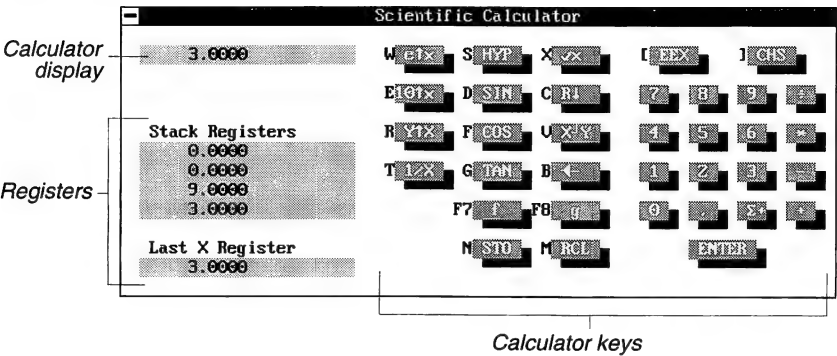 Scientific Calculator
Calculator display
3.0000
W e↑x S HYP X √x [ EEX ] CHS
E 10↑x D SIN C R↓ 7 8 9 ÷
Stack Registers
R Y↑X F COS V X⇄Y 4 5 6 *
0.0000
0.0000
T 1/X G TAN B ◄- 1 2 3 -
Registers
9.0000
3.0000
F7 f F8 g 0 . Σ+ +
Last X Register
N STO M RCL ENTER
3.0000
Calculator keys